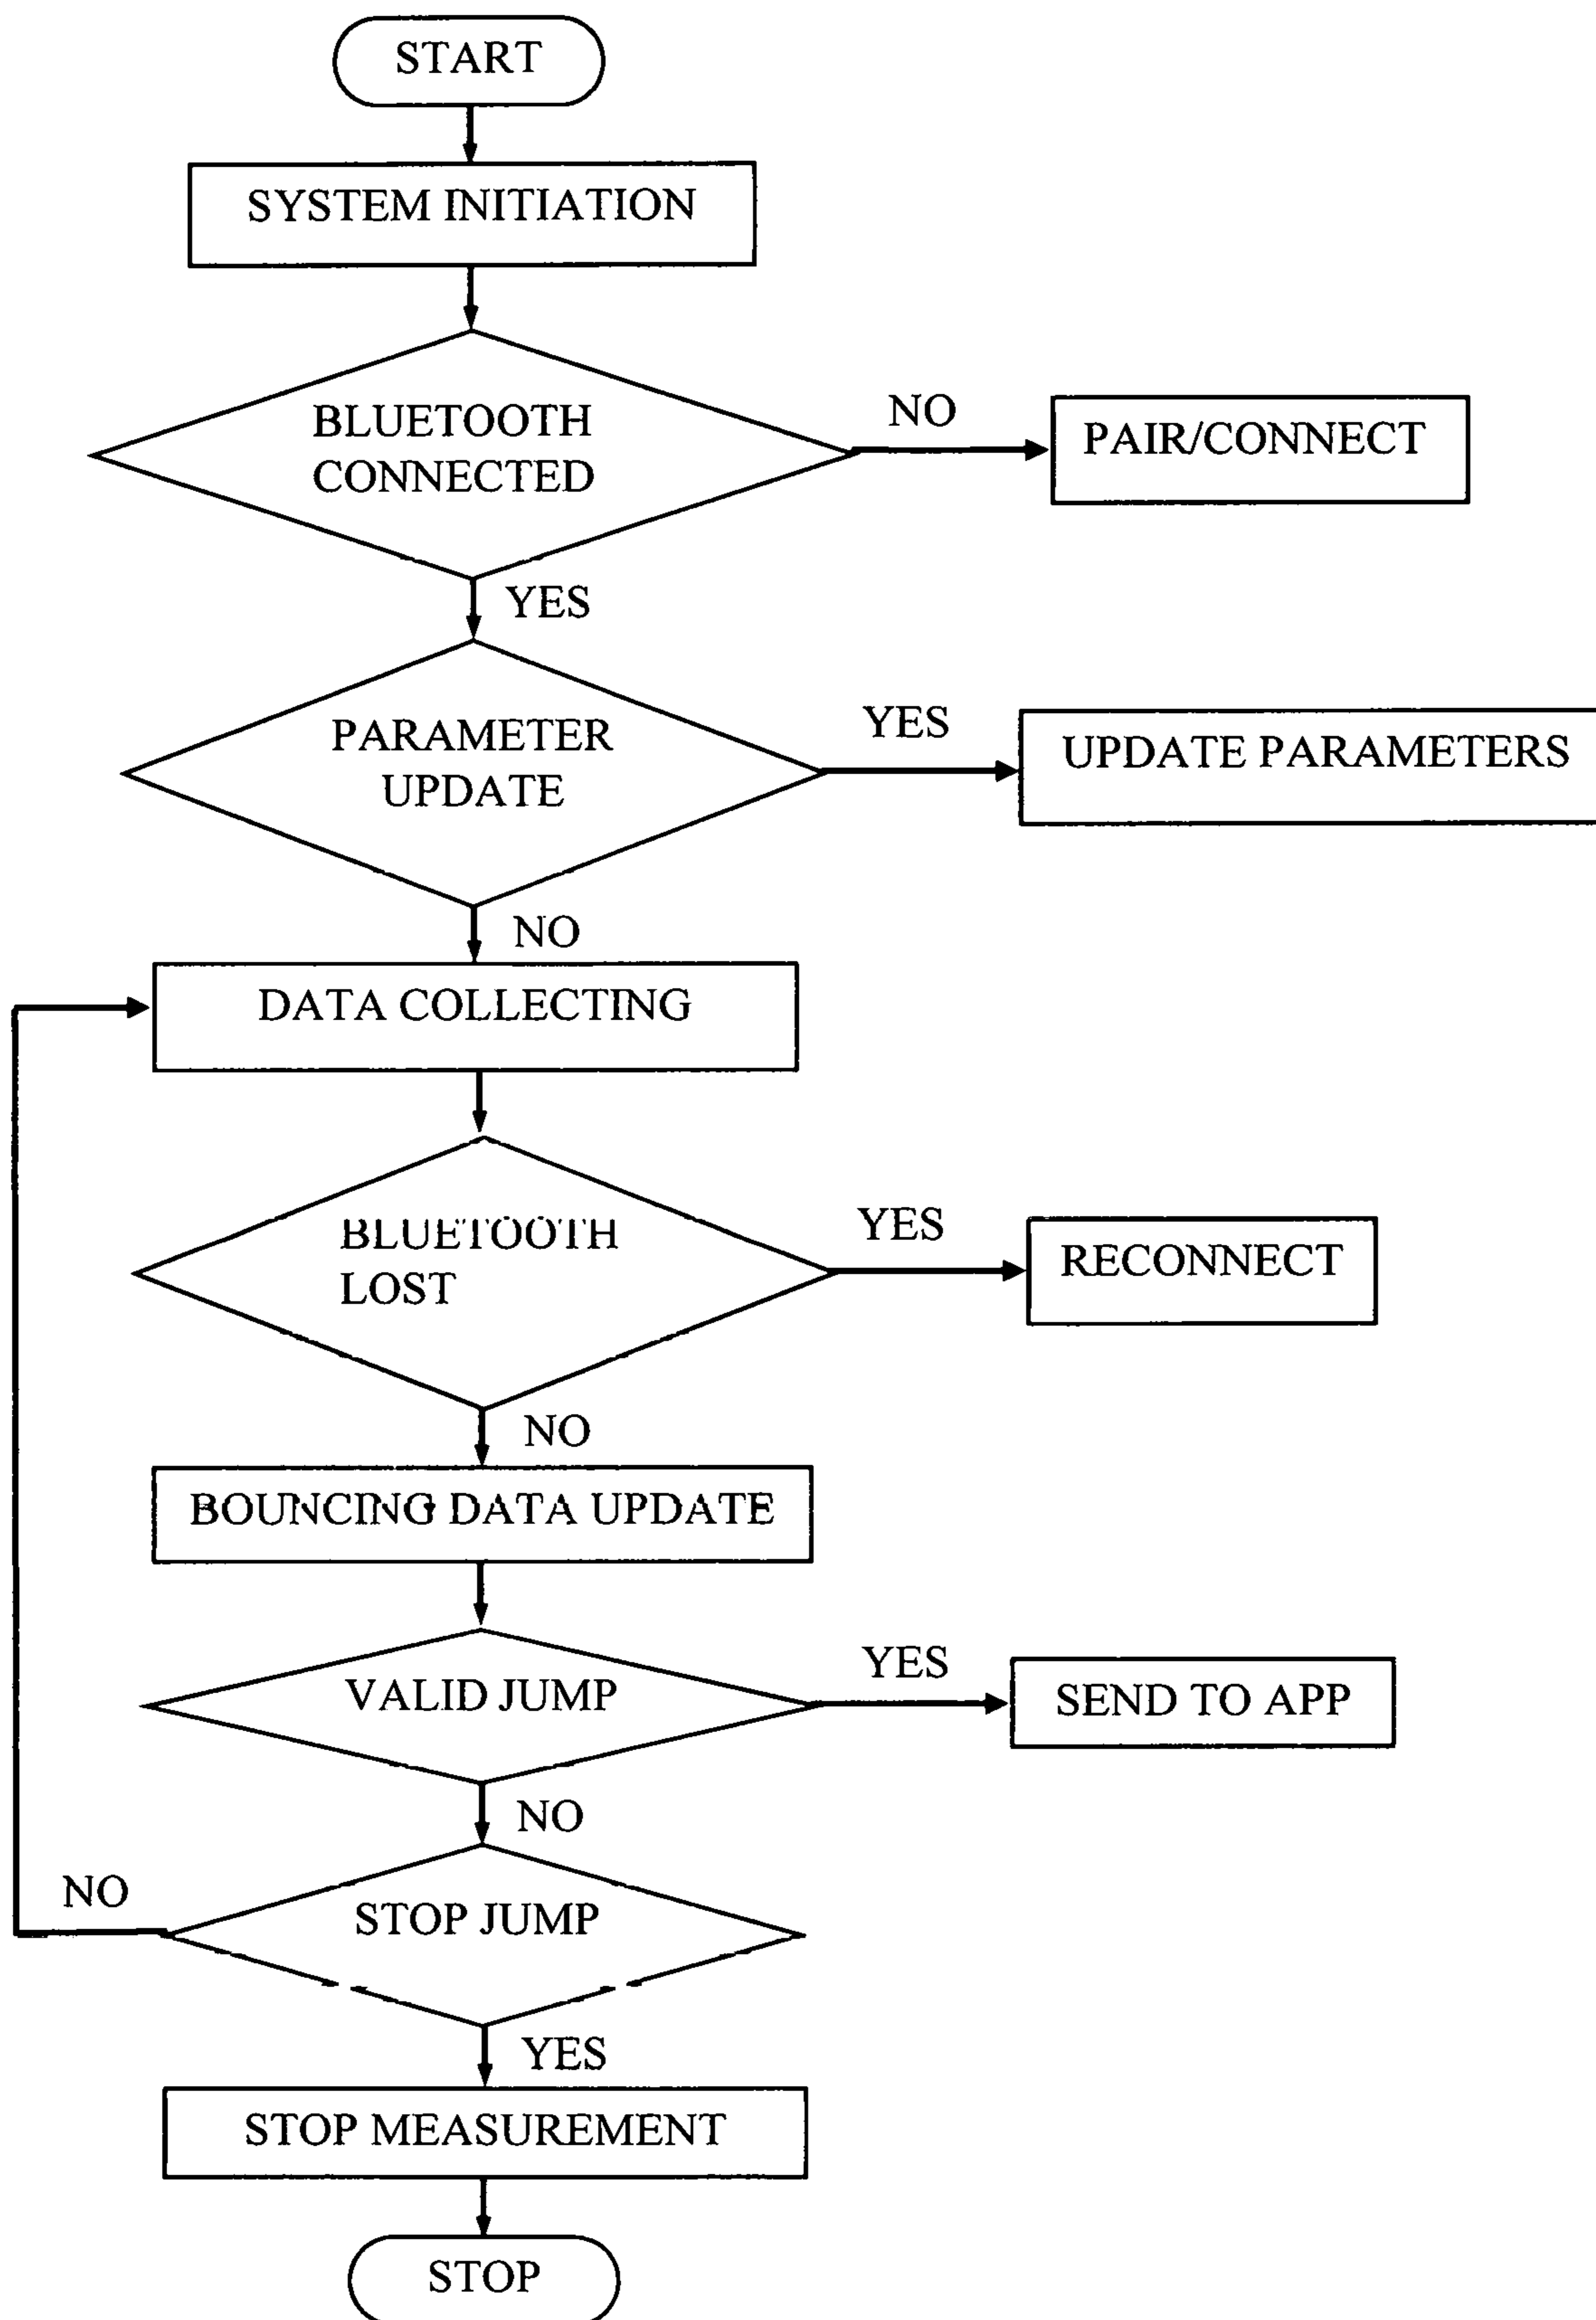 START
SYSTEM INITIATION
BLUETOOTH
CONNECTED
NO
PAIR/CONNECT
YES
PARAMETER
UPDATE
YES
UPDATE PARAMETERS
NO
DATA COLLECTING
BLUETOOTH
LOST
YES
RECONNECT
NO
BOUNCING DATA UPDATE
VALID JUMP
YES
SEND TO APP
NO
NO
STOP JUMP
YES
STOP MEASUREMENT
STOP